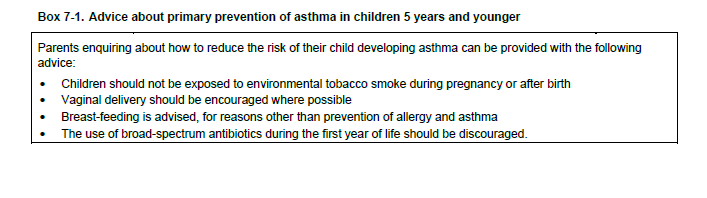 Box 7-1. Advice about primary prevention of asthma in children 5 years and younger
Parents enquiring about how to reduce the risk of their child developing asthma can be provided with the following
advice:
• Children should not be exposed to environmental tobacco smoke during pregnancy or after birth
• Vaginal delivery should be encouraged where possible
• Breast-feeding is advised, for reasons other than prevention of allergy and asthma
• The use of broad-spectrum antibiotics during the first year of life should be discouraged.